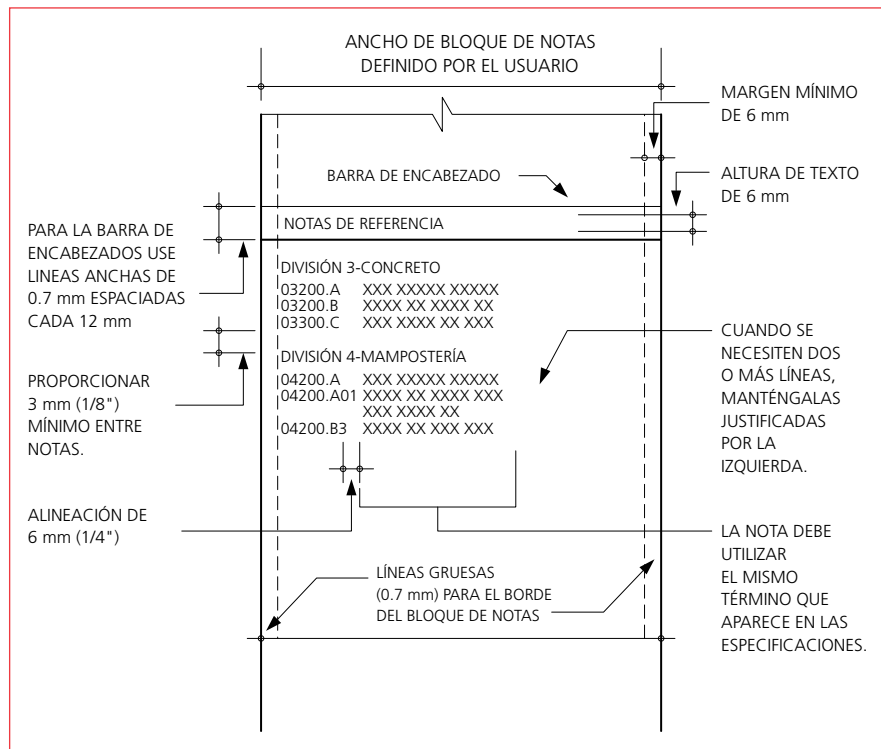 ANCHO DE BLOQUE DE NOTAS
DEFINIDO POR EL USUARIO
MARGEN MÍNIMO
DE 6 mm
BARRA DE ENCABEZADO
ALTURA DE TEXTO
DE 6 mm
NOTAS DE REFERENCIA
PARA LA BARRA DE
ENCABEZADOS USE
LINEAS ANCHAS DE
0.7 mm ESPACIADAS
CADA 12 mm
DIVISIÓN 3-CONCRETO
03200.A XXX XXXXX XXXXX
03200.B XXXX XX XXXX XX
03300.C XXX XXXX XX XXX
DIVISIÓN 4-MAMPOSTERÍA
04200.A XXX XXXXX XXXXX
04200.A01 XXXX XX XXXX XXX
XXX XXXX XX
04200.B3 XXXX XX XXX XXX
CUANDO SE
NECESITEN DOS
O MÁS LÍNEAS,
MANTÉNGALAS
JUSTIFICADAS
POR LA
IZQUIERDA.
PROPORCIONAR
3 mm (1/8")
MÍNIMO ENTRE
NOTAS.
ALINEACIÓN DE
6 mm (1/4")
LÍNEAS GRUESAS
(0.7 mm) PARA EL BORDE
DEL BLOQUE DE NOTAS
LA NOTA DEBE
UTILIZAR
EL MISMO
TÉRMINO QUE
APARECE EN LAS
ESPECIFICACIONES.